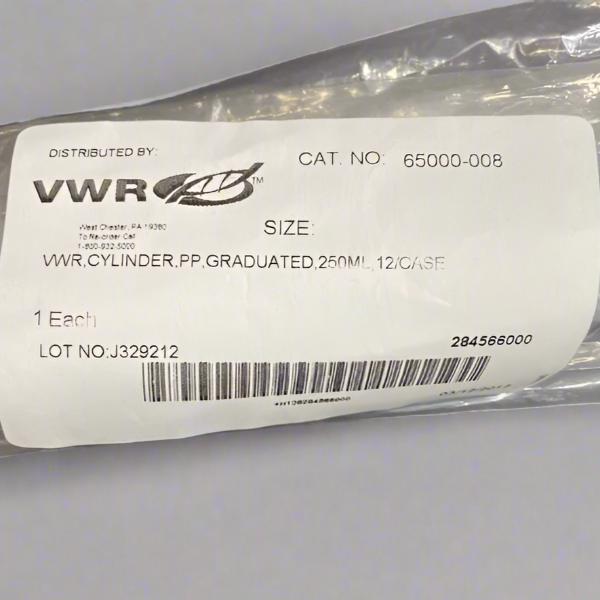 DISTRIBUTED BY:
CAT. NO: 65000-008
VWR TM
West Chester, PA 19380
To Re-order Call
1-800-932-5000
SIZE:
VWR,CYLINDER,PP,GRADUATED,250ML,12/CASE
1 Each
LOT NO:J329212
284566000